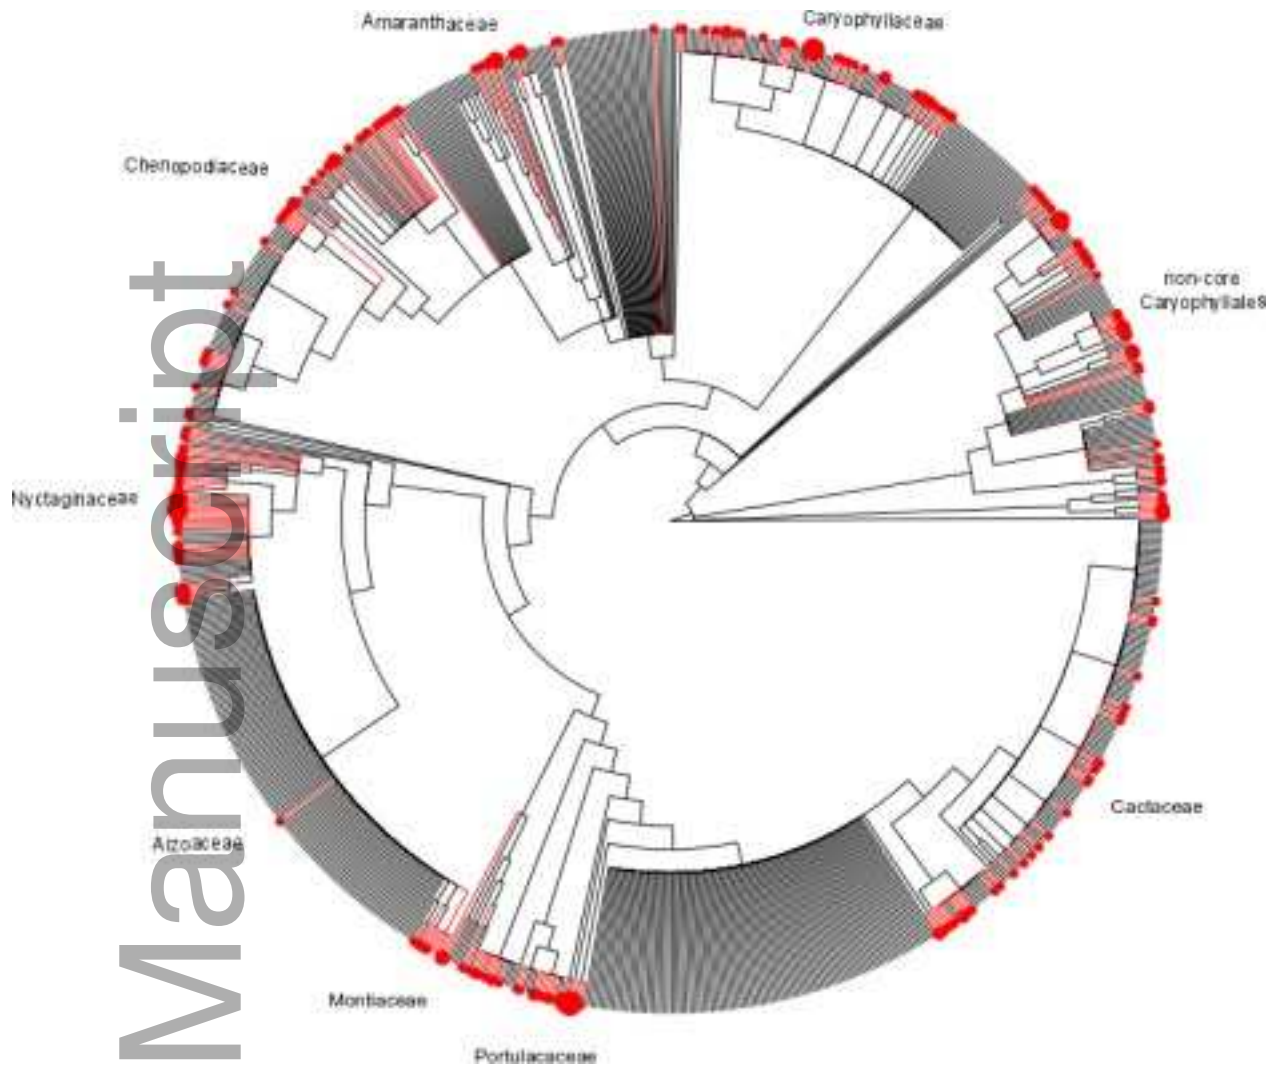 Amaranthaceae
Caryophyllaceae
Chenopodiaceae
non-core
Caryophyllales
Nyctaginaceae
Cactaceae
Aizoaceae
Montiaceae
Portulacaceae
Manuscript